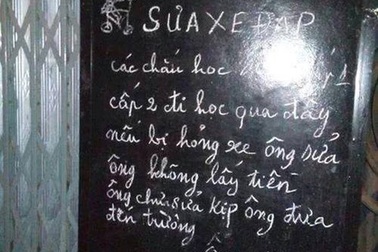 SỬA XE ĐẠP
các cháu học 1
cấp 2 đi học qua đây
nếu bị hỏng xe ông sửa
ông không lấy tiền
ông chưa sửa kịp ông đưa
đến trường